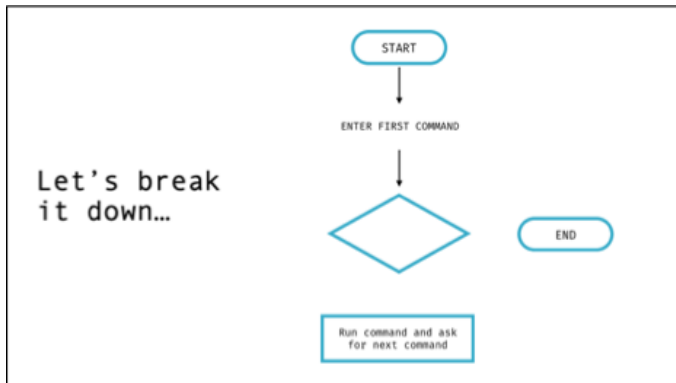 START
ENTER FIRST COMMAND
Let's break
it down…
END
Run command and ask
for next command